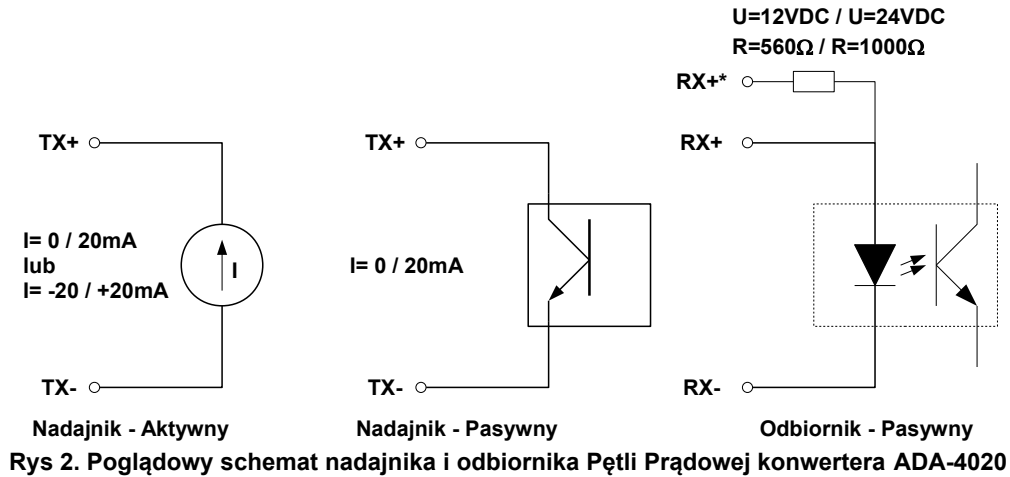 U=12VDC / U=24VDC
R=560Ω / R=1000Ω
RX+*
TX+
TX+
RX+
I= 0 / 20mA
lub
I= -20 / +20mA
I
I= 0 / 20mA
TX-
TX-
RX-
Nadajnik - Aktywny
Nadajnik - Pasywny
Odbiornik - Pasywny
Rys 2. Poglądowy schemat nadajnika i odbiornika Pętli Prądowej konwertera ADA-4020